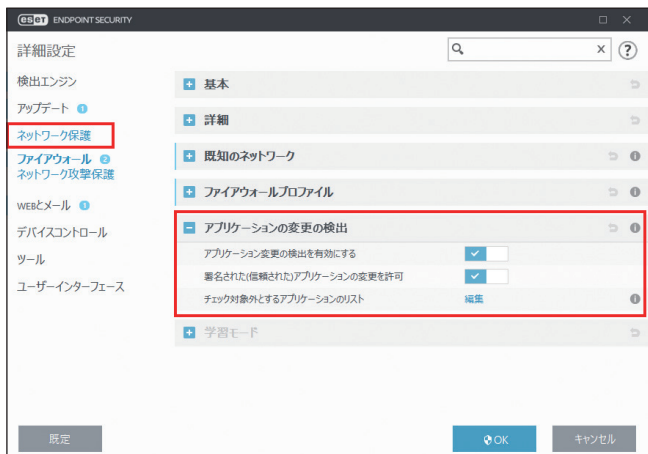 eset ENDPOINT SECURITY
詳細設定
検出エンジン
アップデート 1
ネットワーク保護
ファイアウォール 2
ネットワーク攻撃保護
WEBとメール 1
デバイスコントロール
ツール
ユーザーインターフェース
基本
詳細
既知のネットワーク
ファイアウォールプロファイル
アプリケーションの変更の検出
アプリケーション変更の検出を有効にする
署名された(信頼された)アプリケーションの変更を許可
チェック対象外とするアプリケーションのリスト 編集
学習モード
既定
OK
キャンセル